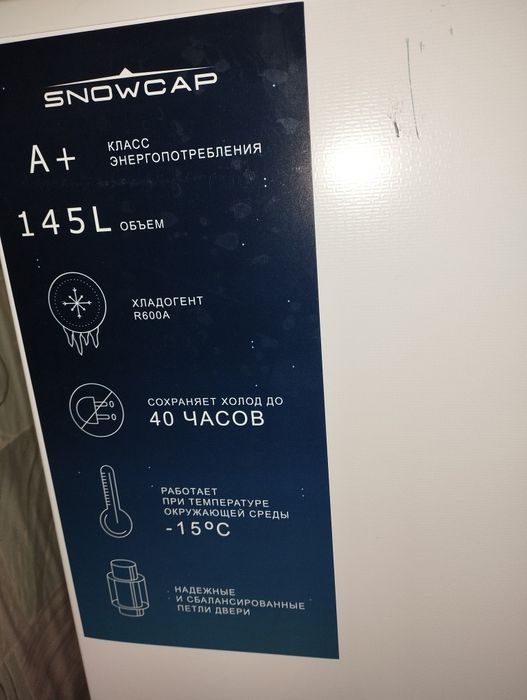 SNOWCAP
A+
КЛАСС
ЭНЕРГОПОТРЕБЛЕНИЯ
145L ОБЪЕМ
ХЛАДОГЕНТ
R600A
СОХРАНЯЕТ ХОЛОД ДО
40 ЧАСОВ
РАБОТАЕТ
ПРИ ТЕМПЕРАТУРЕ
ОКРУЖАЮЩЕЙ СРЕДЫ
-15ºC
НАДЕЖНЫЕ
И СБАЛАНСИРОВАННЫЕ
ПЕТЛИ ДВЕРИ